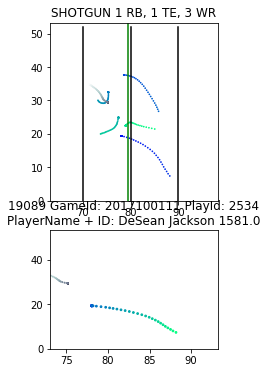 SHOTGUN 1 RB, 1 TE, 3 WR
50
40
30
20
10
0
70 80 90
19089 GameId: 2017100111 PlayId: 2534
PlayerName + ID: DeSean Jackson 1581.0
40
20
0
75 80 85 90